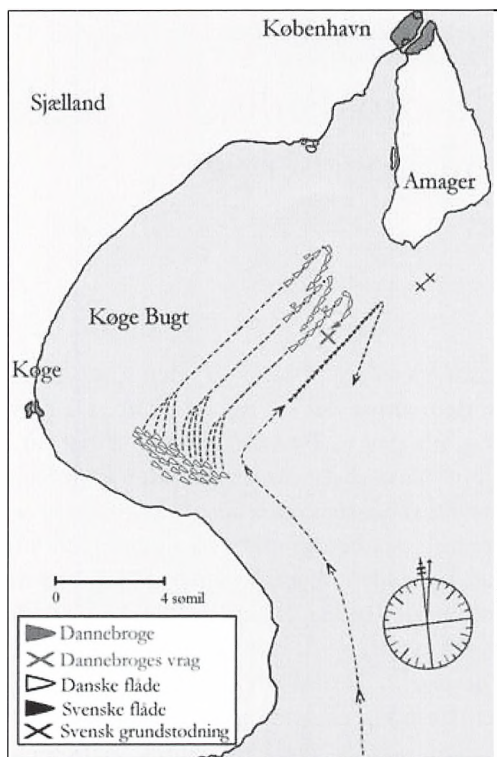 København
Sjælland
Amager
Køge Bugt
Køge
0 4 sømil
Dannebroge
Dannebroges vrag
Danske flåde
Svenske flåde
Svensk grundstødning